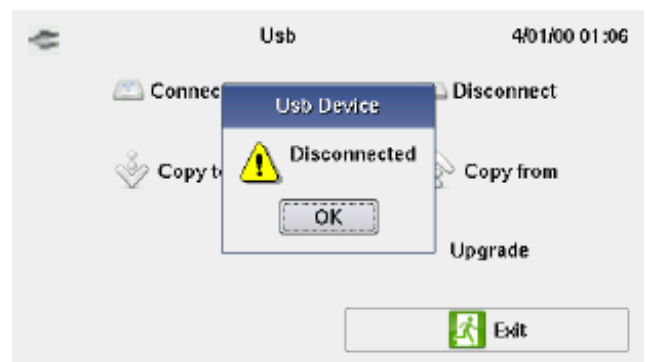 Usb 4/01/00 01:06
Connec Disconnect
Usb Device
Disconnected
Copy t Copy from
OK
Upgrade
Exit